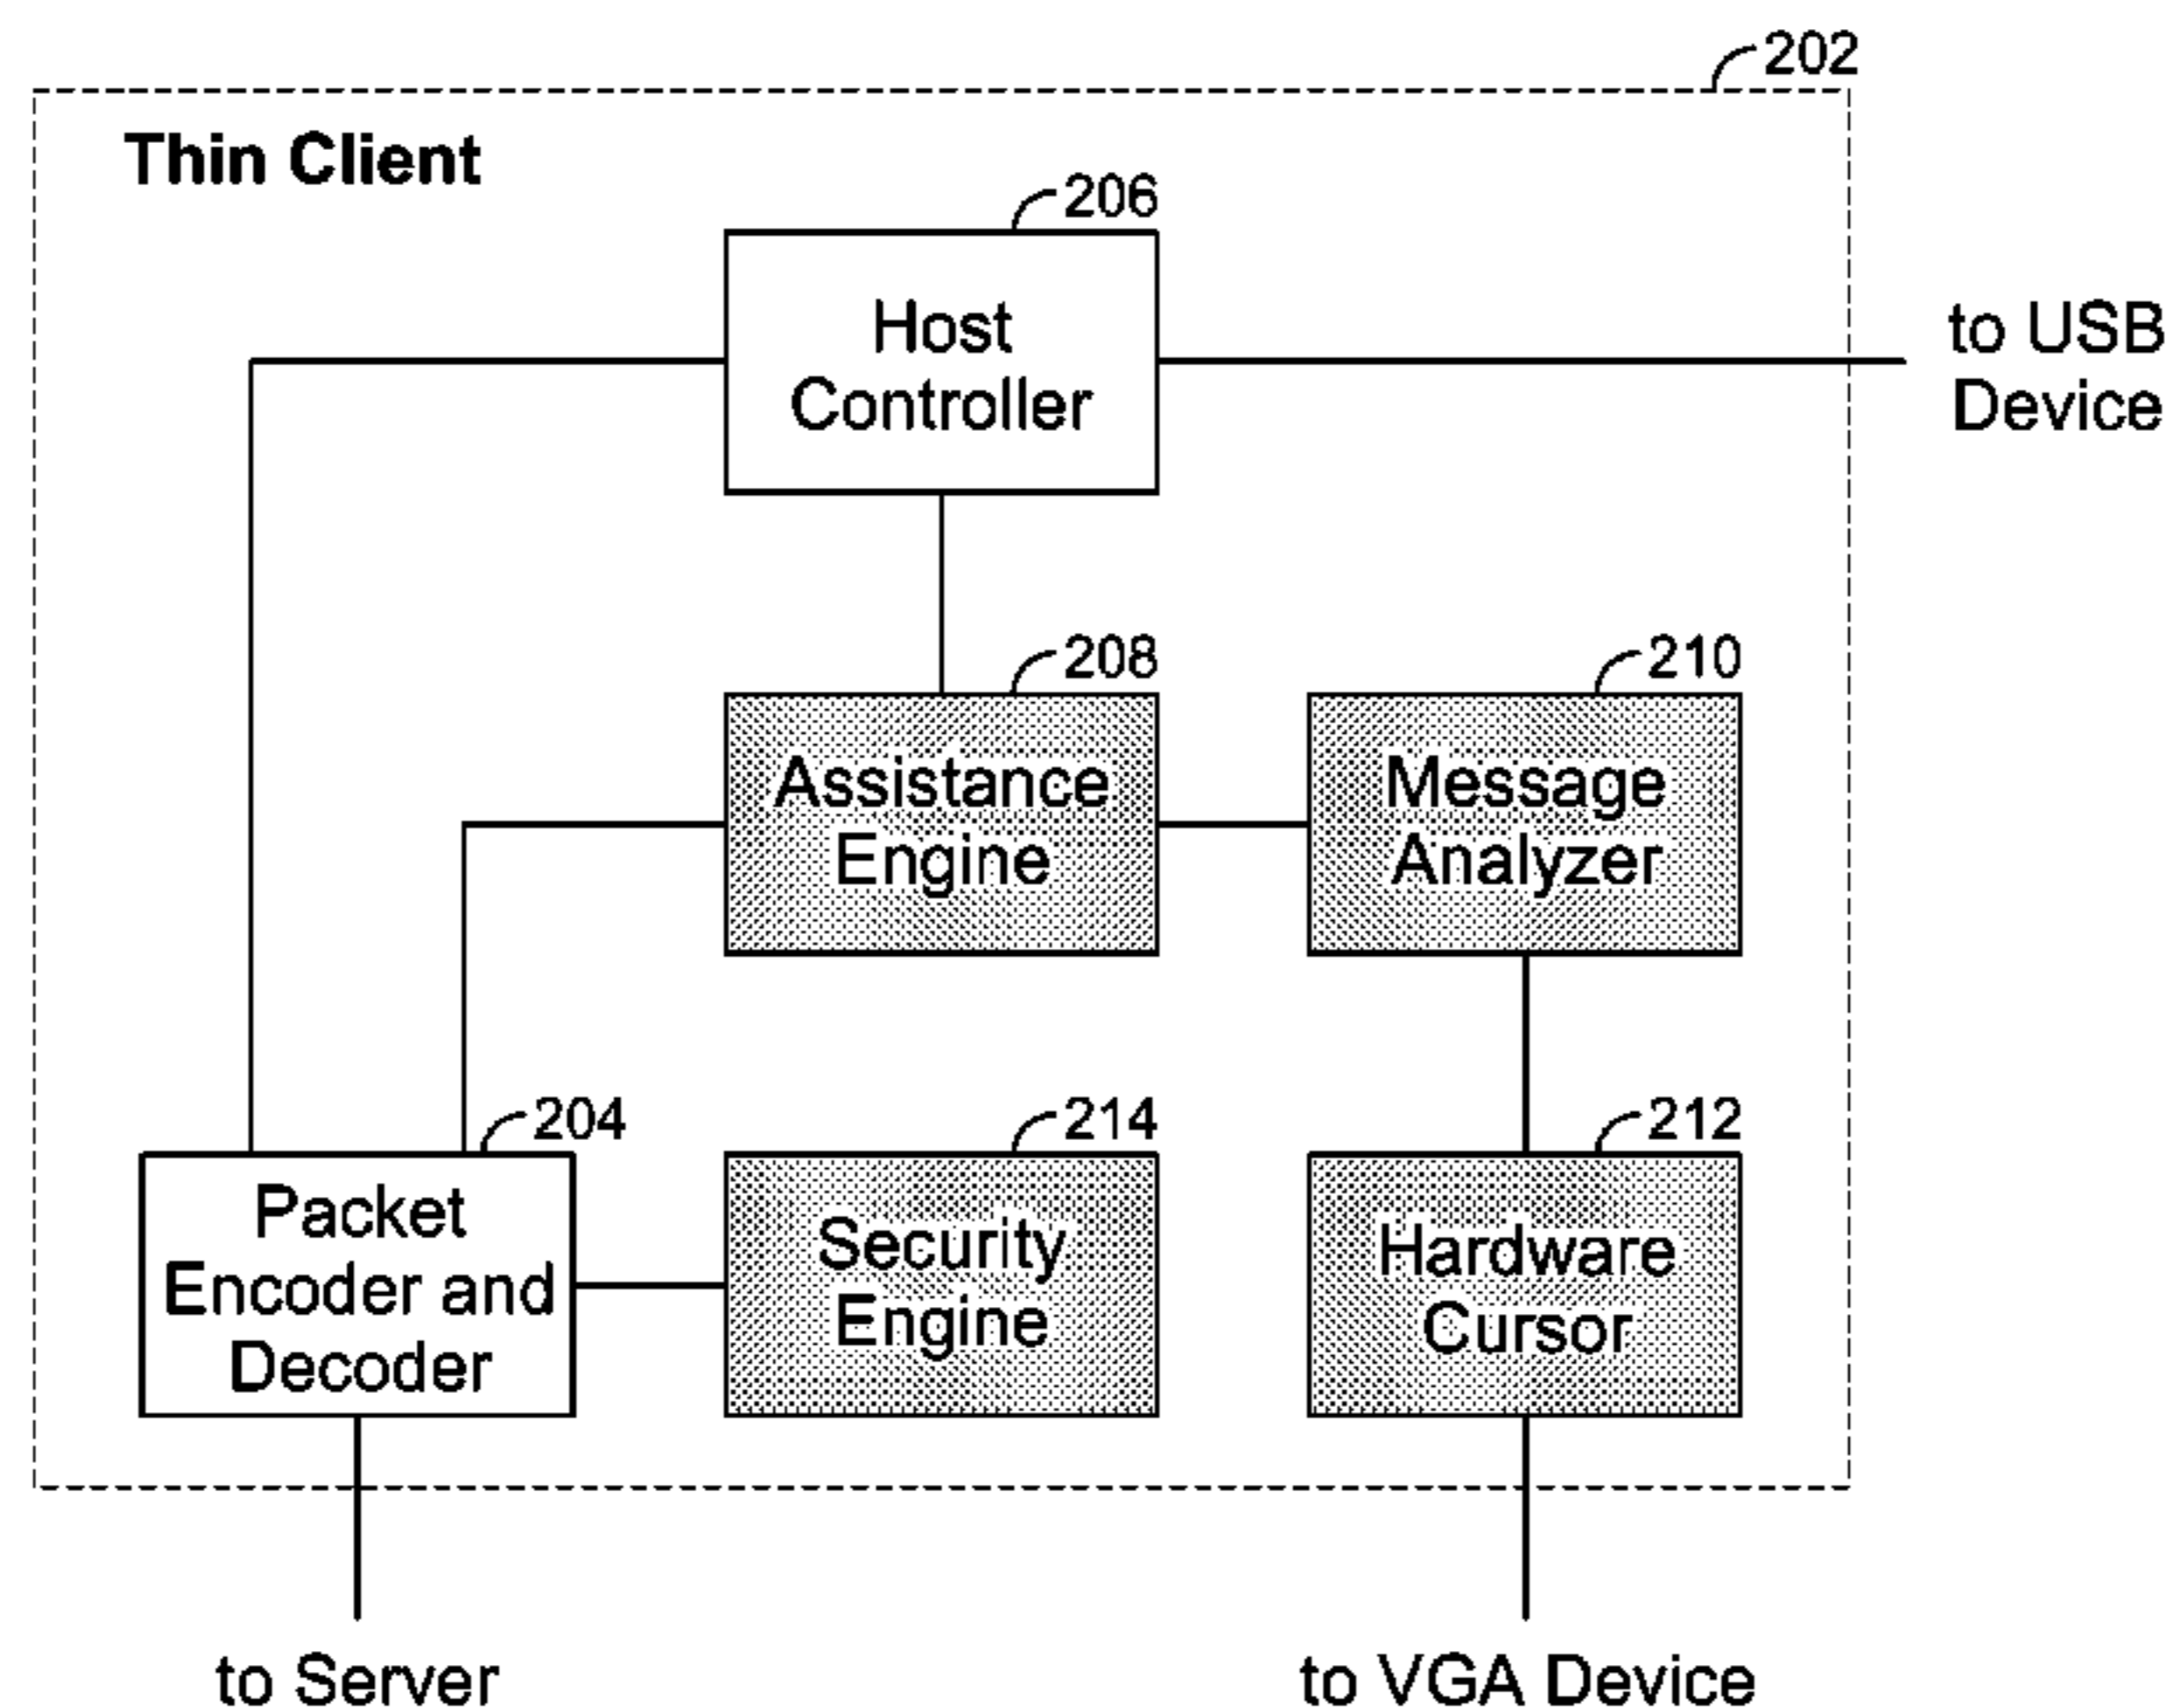 202
Thin Client
206
Host
Controller
to USB
Device
208
Assistance
Engine
210
Message
Analyzer
204
Packet
Encoder and
Decoder
214
Security
Engine
212
Hardware
Cursor
to Server
to VGA Device